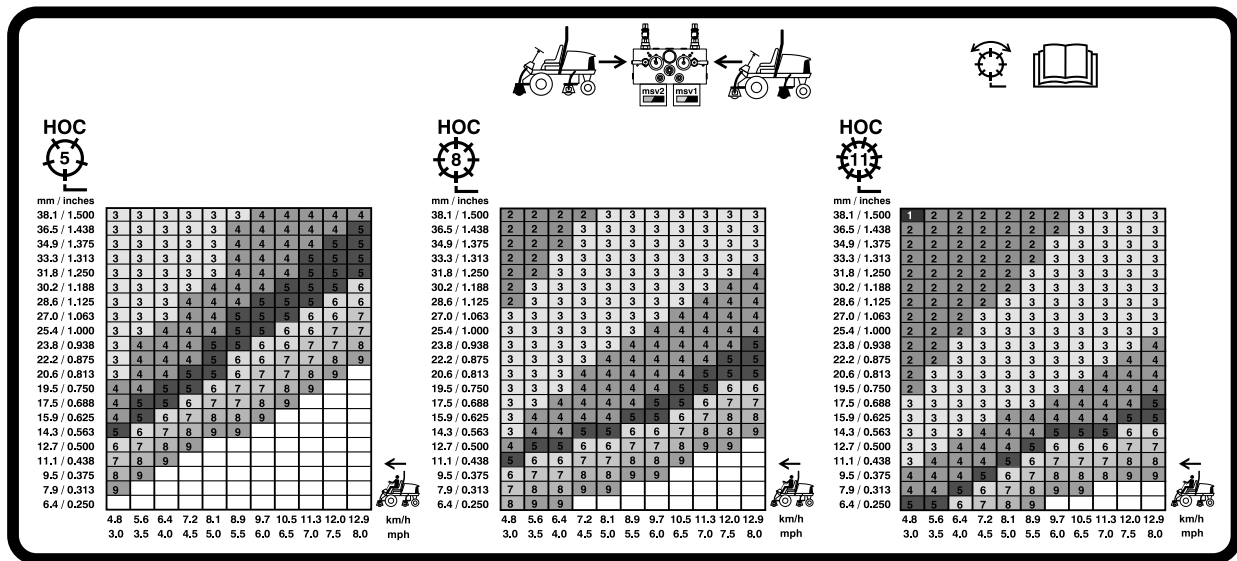 msv2 msv1
HOC
5
mm / inches
38.1 / 1.500 3 3 3 3 3 3 4 4 4 4 4
36.5 / 1.438 3 3 3 3 3 4 4 4 4 4 5
34.9 / 1.375 3 3 3 3 3 4 4 4 4 5 5
33.3 / 1.313 3 3 3 3 3 4 4 4 5 5 5
31.8 / 1.250 3 3 3 3 4 4 4 4 5 5 5
30.2 / 1.188 3 3 3 3 4 4 4 5 5 5 6
28.6 / 1.125 3 3 3 3 4 4 5 5 5 6 6
27.0 / 1.063 3 3 3 4 4 5 5 5 6 6 7
25.4 / 1.000 3 3 4 4 4 5 5 6 6 7 7
23.8 / 0.938 3 4 4 4 5 5 6 6 7 7 8
22.2 / 0.875 3 4 4 4 5 6 6 7 7 8 9
20.6 / 0.813 3 4 4 5 5 6 7 7 8 9
19.5 / 0.750 4 4 5 5 6 7 7 8 9
17.5 / 0.688 4 5 5 6 7 7 8 9
15.9 / 0.625 4 5 6 7 8 8 9
14.3 / 0.563 5 6 7 8 9 9
12.7 / 0.500 6 7 8 9
11.1 / 0.438 7 8 9
9.5 / 0.375 8 9
7.9 / 0.313 9
6.4 / 0.250
4.8 5.6 6.4 7.2 8.1 8.9 9.7 10.5 11.3 12.0 12.9 km/h
3.0 3.5 4.0 4.5 5.0 5.5 6.0 6.5 7.0 7.5 8.0 mph
HOC
8
mm / inches
38.1 / 1.500 2 2 2 2 3 3 3 3 3 3 3
36.5 / 1.438 2 2 2 3 3 3 3 3 3 3 3
34.9 / 1.375 2 2 2 3 3 3 3 3 3 3 3
33.3 / 1.313 2 2 3 3 3 3 3 3 3 3 3
31.8 / 1.250 2 2 3 3 3 3 3 3 3 3 4
30.2 / 1.188 2 3 3 3 3 3 3 3 3 4 4
28.6 / 1.125 2 3 3 3 3 3 3 3 4 4 4
27.0 / 1.063 3 3 3 3 3 3 3 4 4 4 4
25.4 / 1.000 3 3 3 3 3 3 4 4 4 4 4
23.8 / 0.938 3 3 3 3 3 4 4 4 4 4 5
22.2 / 0.875 3 3 3 3 4 4 4 4 4 5 5
20.6 / 0.813 3 3 3 4 4 4 4 4 5 5 5
19.5 / 0.750 3 3 3 4 4 4 4 5 5 6 6
17.5 / 0.688 3 3 4 4 4 5 5 5 6 7 7
15.9 / 0.625 3 4 4 4 5 5 6 7 7 8 8
14.3 / 0.563 3 4 4 5 5 6 6 7 8 8 9
12.7 / 0.500 4 5 5 6 6 7 7 8 9 9
11.1 / 0.438 5 6 6 7 7 8 8 9
9.5 / 0.375 6 7 7 8 8 9 9
7.9 / 0.313 7 8 8 9 9
6.4 / 0.250 8 9 9
4.8 5.6 6.4 7.2 8.1 8.9 9.7 10.5 11.3 12.0 12.9 km/h
3.0 3.5 4.0 4.5 5.0 5.5 6.0 6.5 7.0 7.5 8.0 mph
HOC
11
mm / inches
38.1 / 1.500 1 2 2 2 2 2 2 3 3 3 3
36.5 / 1.438 2 2 2 2 2 2 2 3 3 3 3
34.9 / 1.375 2 2 2 2 2 2 3 3 3 3 3
33.3 / 1.313 2 2 2 2 2 2 3 3 3 3 3
31.8 / 1.250 2 2 2 2 2 3 3 3 3 3 3
30.2 / 1.188 2 2 2 2 2 3 3 3 3 3 3
28.6 / 1.125 2 2 2 2 3 3 3 3 3 3 3
27.0 / 1.063 2 2 2 3 3 3 3 3 3 3 3
25.4 / 1.000 2 2 2 3 3 3 3 3 3 3 3
23.8 / 0.938 2 2 3 3 3 3 3 3 3 3 4
22.2 / 0.875 2 2 3 3 3 3 3 3 3 4 4
20.6 / 0.813 2 3 3 3 3 3 3 3 4 4 4
19.5 / 0.750 2 3 3 3 3 3 3 4 4 4 4
17.5 / 0.688 3 3 3 3 3 3 4 4 4 4 5
15.9 / 0.625 3 3 3 3 4 4 4 4 4 5 5
14.3 / 0.563 3 3 3 4 4 4 5 5 5 6 6
12.7 / 0.500 3 3 4 4 4 5 6 6 6 7 7
11.1 / 0.438 3 4 4 4 5 6 6 7 7 8 8
9.5 / 0.375 4 4 4 5 6 7 7 8 8 9 9
7.9 / 0.313 4 4 5 6 7 8 9 9
6.4 / 0.250 5 5 6 7 8 9
4.8 5.6 6.4 7.2 8.1 8.9 9.7 10.5 11.3 12.0 12.9 km/h
3.0 3.5 4.0 4.5 5.0 5.5 6.0 6.5 7.0 7.5 8.0 mph